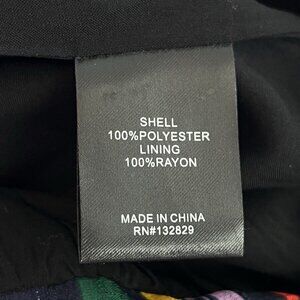 SHELL
100%POLYESTER
LINING
100%RAYON
MADE IN CHINA
RN#132829